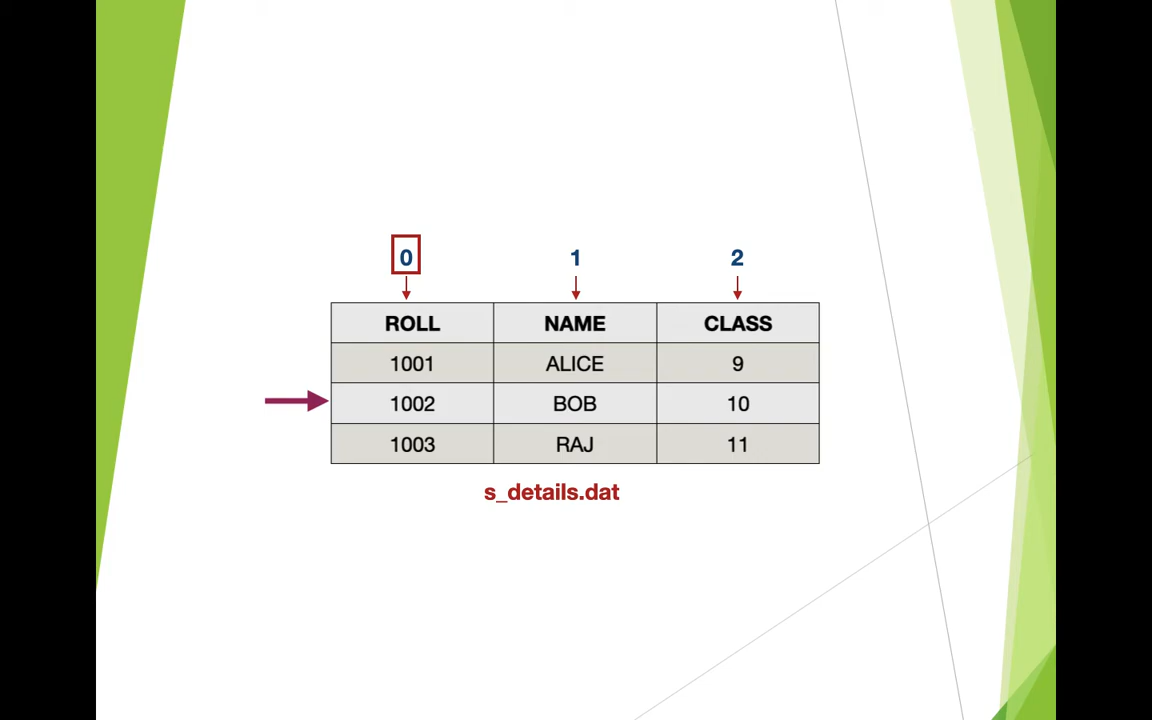 0 1 2
ROLL NAME CLASS
1001 ALICE 9
1002 BOB 10
1003 RAJ 11
s_details.dat